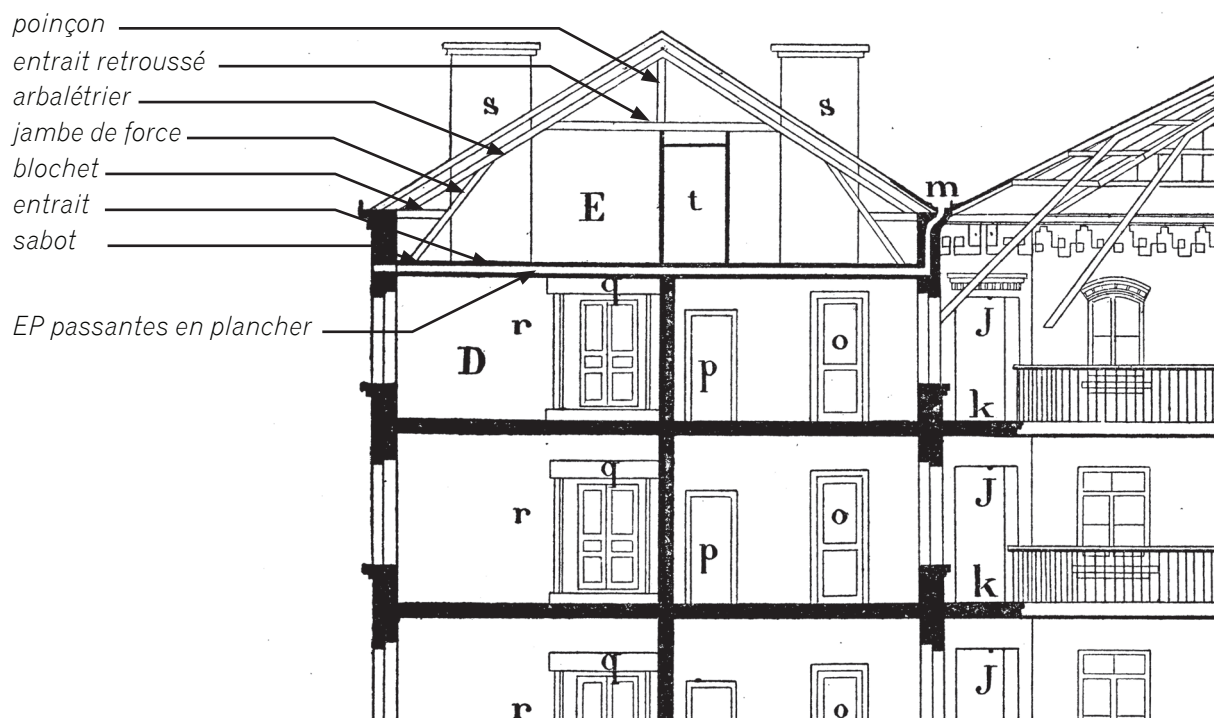 poinçon
entrait retroussé
arbalétrier
jambe de force
blochet
entrait
sabot
EP passantes en plancher
s s
E t m
q
r D p o J
k
q
r p o J
k
q
r o J